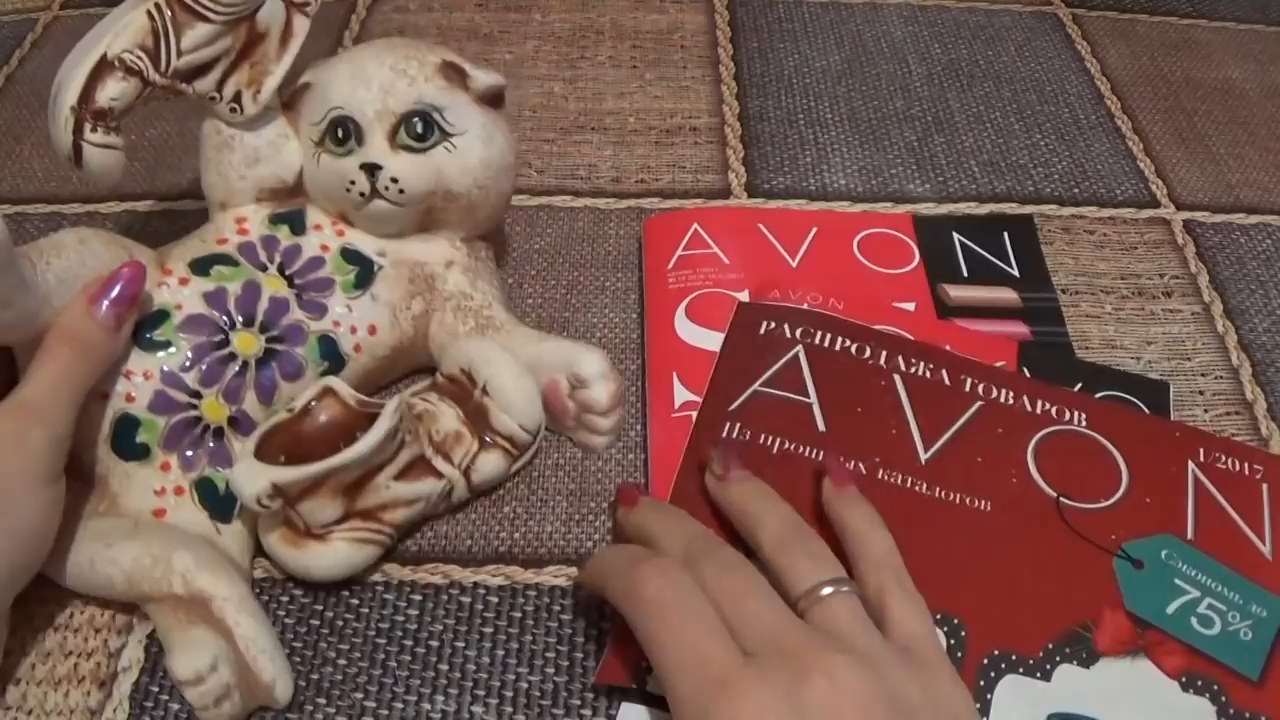 AVON
AVON
РАСПРОДАЖА ТОВАРОВ
AVON
1/2017
Из прошлых каталогов
Сэкономь до
75%